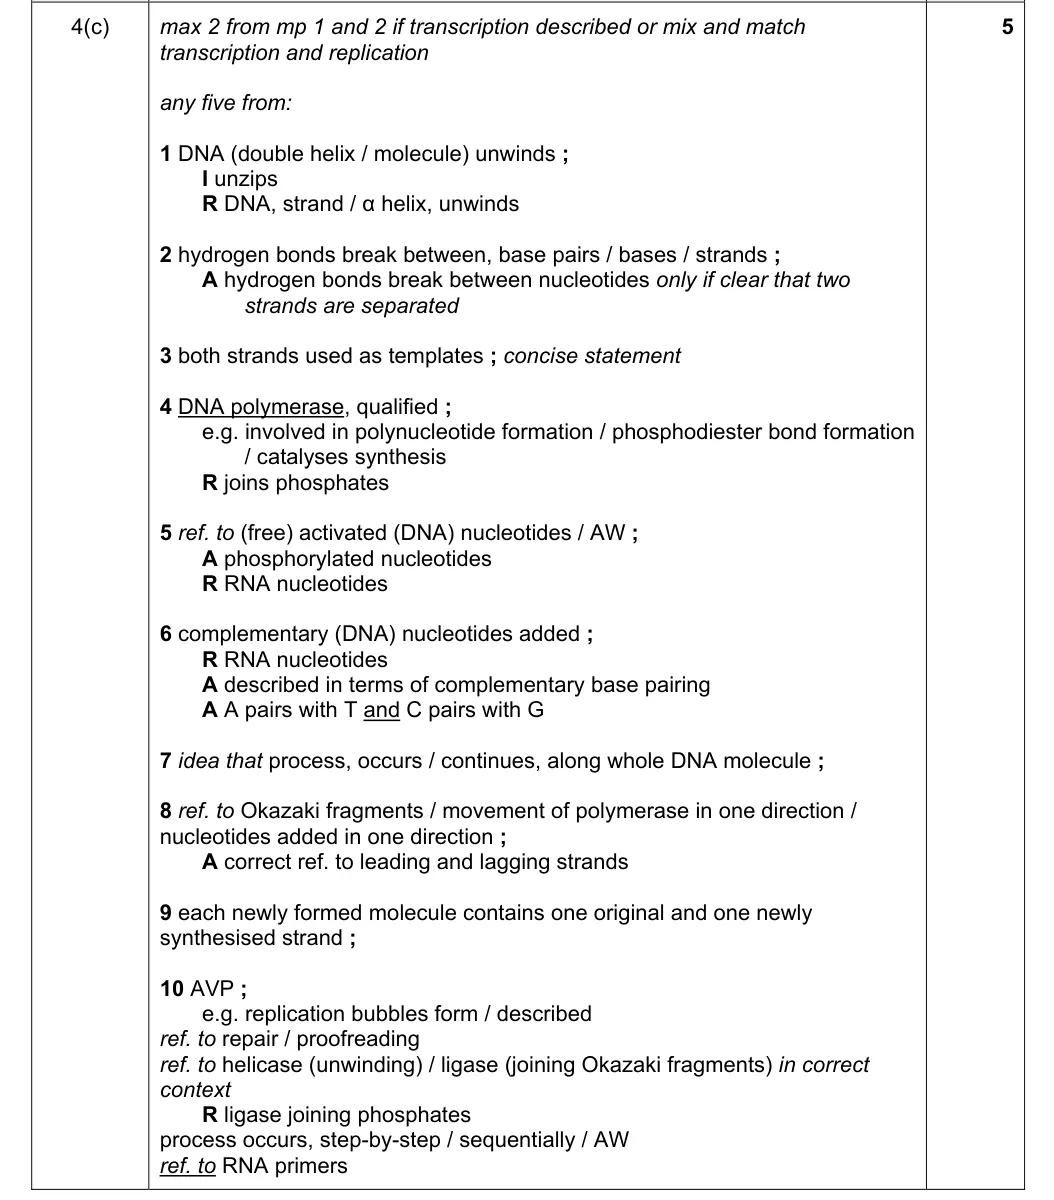 4(c)
max 2 from mp 1 and 2 if transcription described or mix and match
transcription and replication
5
any five from:
1 DNA (double helix / molecule) unwinds ;
I unzips
R DNA, strand / α helix, unwinds
2 hydrogen bonds break between, base pairs / bases / strands ;
A hydrogen bonds break between nucleotides only if clear that two
strands are separated
3 both strands used as templates ; concise statement
4 DNA polymerase, qualified ;
e.g. involved in polynucleotide formation / phosphodiester bond formation
/ catalyses synthesis
R joins phosphates
5 ref. to (free) activated (DNA) nucleotides / AW ;
A phosphorylated nucleotides
R RNA nucleotides
6 complementary (DNA) nucleotides added ;
R RNA nucleotides
A described in terms of complementary base pairing
A A pairs with T and C pairs with G
7 idea that process, occurs / continues, along whole DNA molecule ;
8 ref. to Okazaki fragments / movement of polymerase in one direction /
nucleotides added in one direction ;
A correct ref. to leading and lagging strands
9 each newly formed molecule contains one original and one newly
synthesised strand ;
10 AVP ;
e.g. replication bubbles form / described
ref. to repair / proofreading
ref. to helicase (unwinding) / ligase (joining Okazaki fragments) in correct
context
R ligase joining phosphates
process occurs, step-by-step / sequentially / AW
ref. to RNA primers